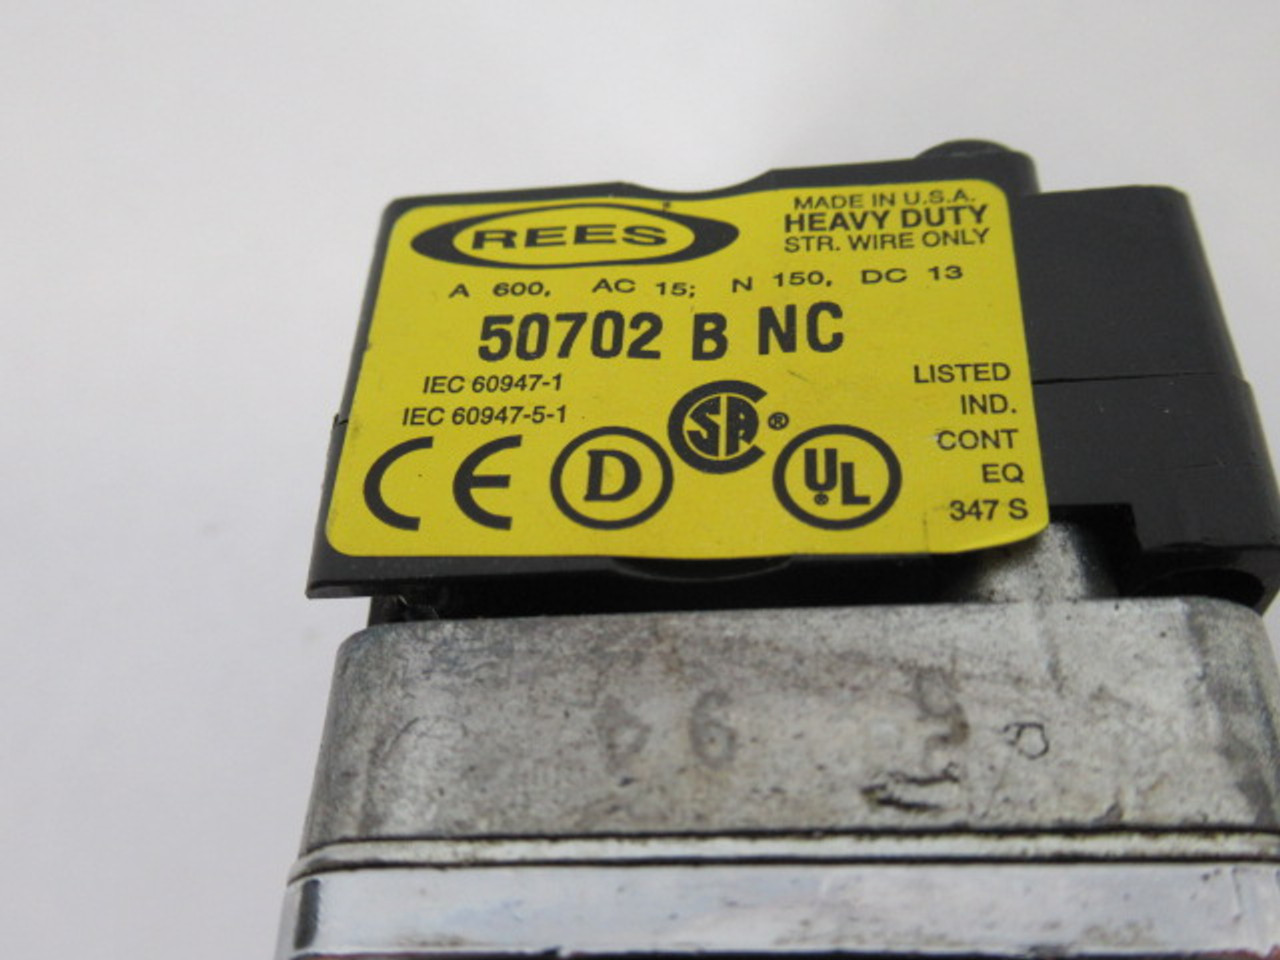 REES
MADE IN U.S.A.
HEAVY DUTY
STR. WIRE ONLY
A 600, AC 15; N 150, DC 13
50702 B NC
IEC 60947-1
IEC 60947-5-1
CE D SA ® UL ®
LISTED
IND.
CONT
EQ
347 S